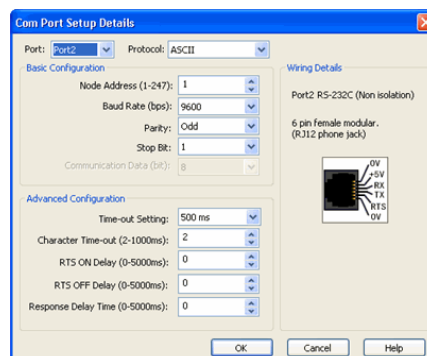 Com Port Setup Details
Port: Port2 Protocol: ASCII
Basic Configuration
Node Address (1-247): 1
Baud Rate (bps): 9600
Parity: Odd
Stop Bit: 1
Communication Data (bit): 8
Advanced Configuration
Time-out Setting: 500 ms
Character Time-out (2-1000ms): 2
RTS ON Delay (0-5000ms): 0
RTS OFF Delay (0-5000ms): 0
Response Delay Time (0-5000ms): 0
Wiring Details
Port2 RS-232C (Non isolation)
6 pin female modular.
(RJ12 phone jack)
0V
+5V
RX
TX
RTS
0V
OK Cancel Help